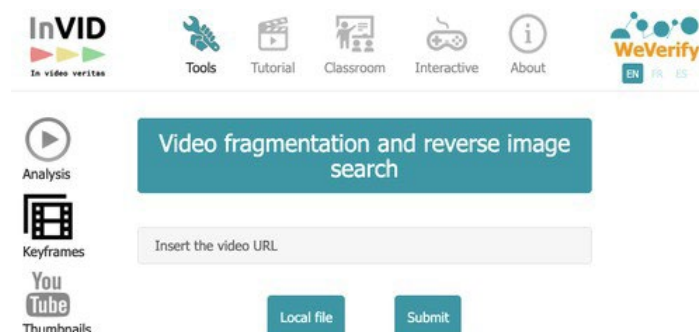 InVID
In video veritas
Tools
Tutorial
Classroom
Interactive
About
WeVerify
EN FR ES
Video fragmentation and reverse image
search
Analysis
Keyframes
Insert the video URL
You
Tube
Thumbnails
Local file
Submit